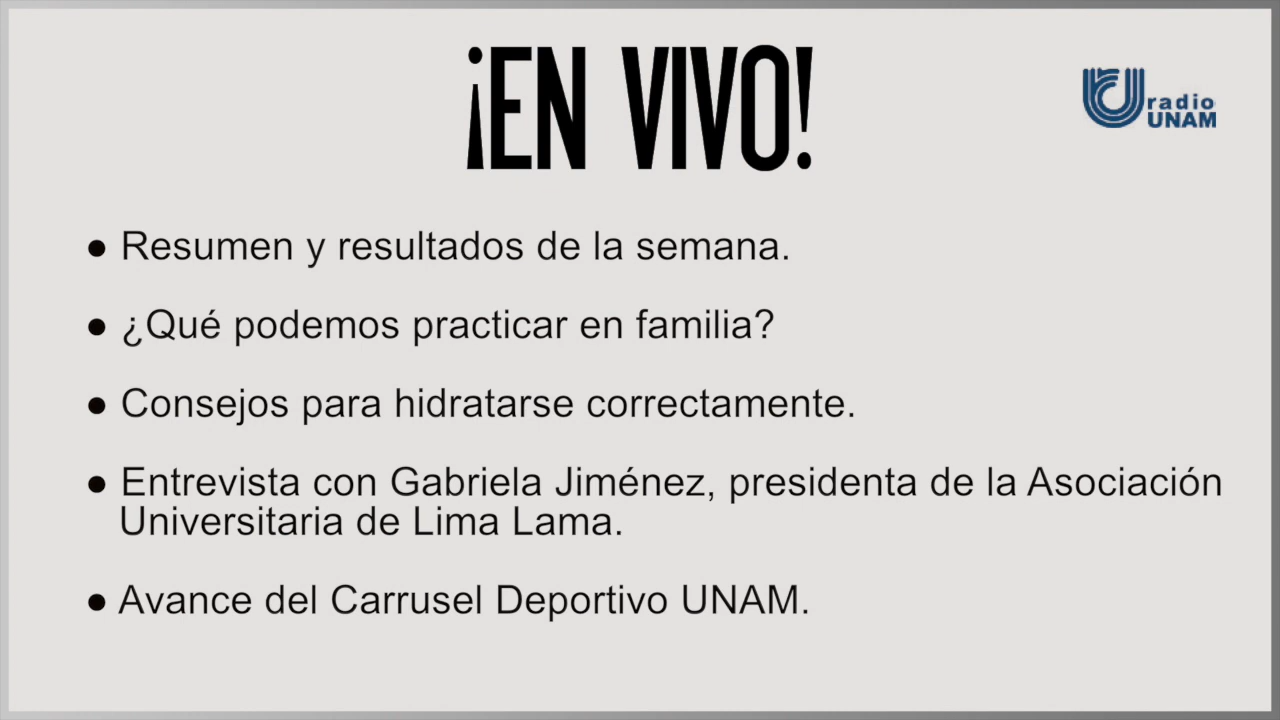 ¡EN VIVO!
radio
UNAM
● Resumen y resultados de la semana.
● ¿Qué podemos practicar en familia?
● Consejos para hidratarse correctamente.
● Entrevista con Gabriela Jiménez, presidenta de la Asociación
Universitaria de Lima Lama.
● Avance del Carrusel Deportivo UNAM.